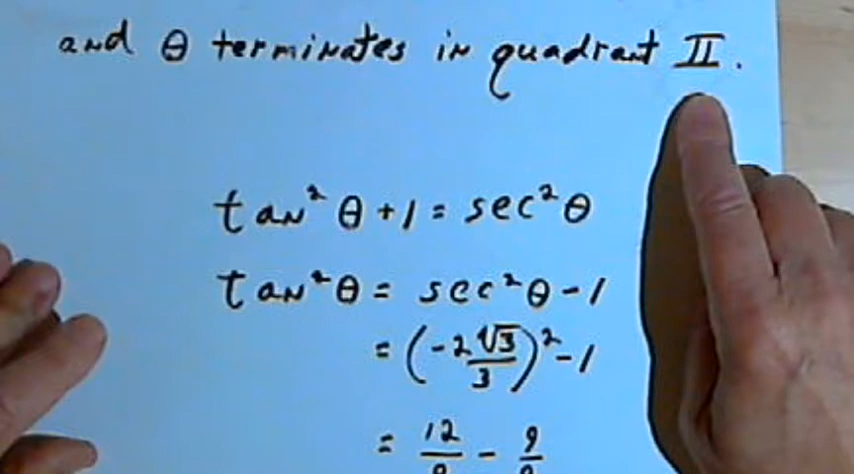 and θ terminates in quadrant II.
tan²θ + 1 = sec²θ
tan²θ = sec²θ - 1
= (-2√3/3)² - 1
= 12/9 - 9/9